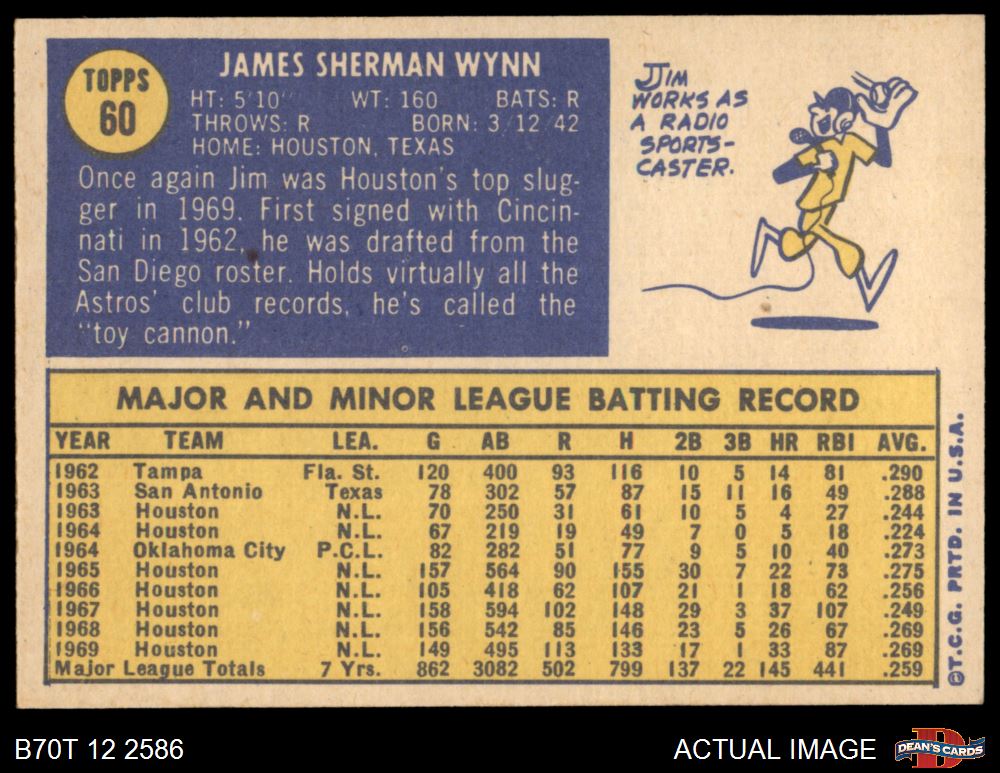 TOPPS
60
JAMES SHERMAN WYNN
HT: 5'10" WT: 160 BATS: R
THROWS: R BORN: 3/12/42
HOME: HOUSTON, TEXAS
Once again Jim was Houston's top slug-
ger in 1969. First signed with Cincin-
nati in 1962, he was drafted from the
San Diego roster. Holds virtually all the
Astros' club records, he's called the
"toy cannon."
JIM
WORKS AS
A RADIO
SPORTS-
CASTER.
MAJOR AND MINOR LEAGUE BATTING RECORD
YEAR TEAM LEA. G AB R H 2B 3B HR RBI AVG.
1962 Tampa Fla. St. 120 400 93 116 10 5 14 81 .290
1963 San Antonio Texas 78 302 57 87 15 11 16 49 .288
1963 Houston N.L. 70 250 31 61 10 5 4 27 .244
1964 Houston N.L. 67 219 19 49 7 0 5 18 .224
1964 Oklahoma City P.C.L. 82 282 51 77 9 5 10 40 .273
1965 Houston N.L. 157 564 90 155 30 7 22 73 .275
1966 Houston N.L. 105 418 62 107 21 1 18 62 .256
1967 Houston N.L. 158 594 102 148 29 3 37 107 .249
1968 Houston N.L. 156 542 85 146 23 5 26 67 .269
1969 Houston N.L. 149 495 113 133 17 1 33 87 .269
Major League Totals 7 Yrs. 862 3082 502 799 137 22 145 441 .259
©T.C.G. PRTD. IN U.S.A.
B70T 12 2586
ACTUAL IMAGE
D
DEAN'S CARDS